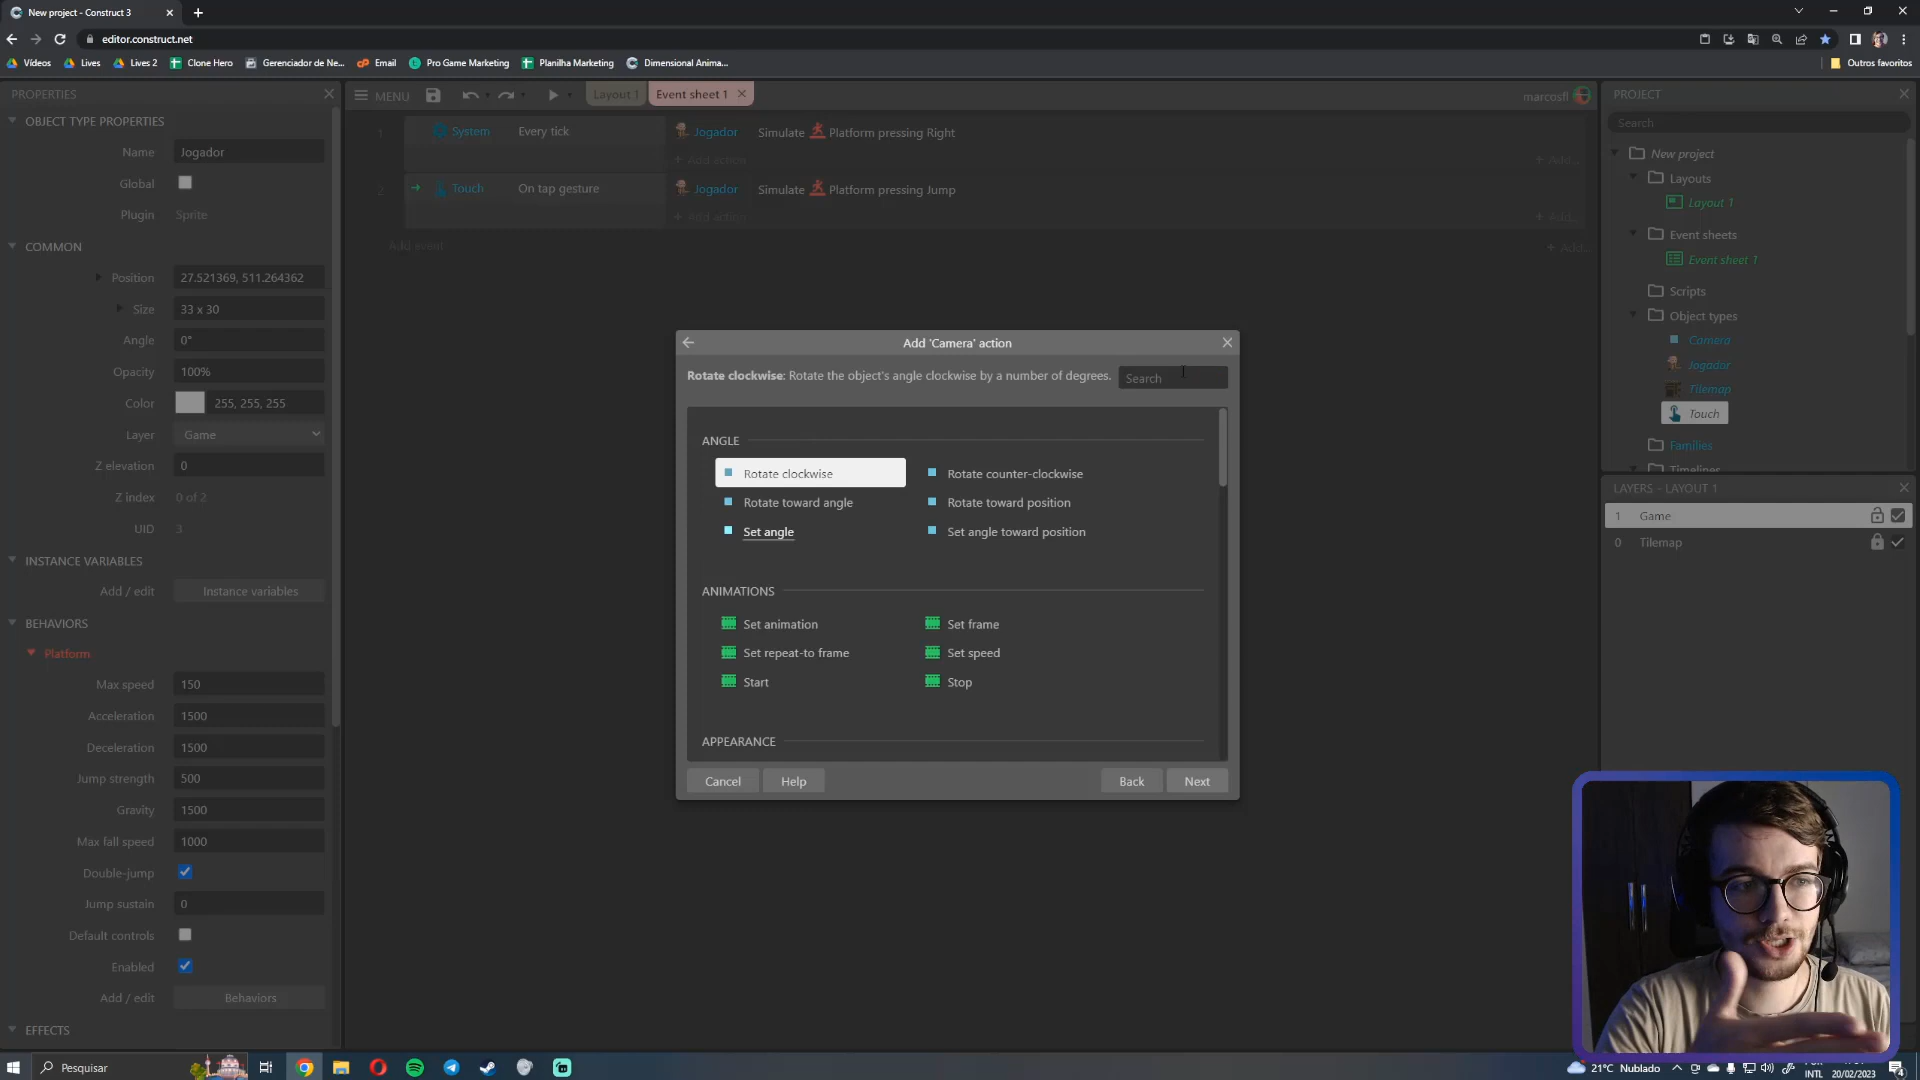 New project - Construct 3
editor.construct.net
Vídeos
Lives
Lives 2
Clone Hero
Gerenciador de Ne...
Email
Pro Game Marketing
Planilha Marketing
Dimensional Anima...
Outros favoritos
PROPERTIES
OBJECT TYPE PROPERTIES
Name Jogador
Global
Plugin Sprite
COMMON
Position 27.521369, 511.264362
Size 33 x 30
Angle 0°
Opacity 100%
Color 255, 255, 255
Layer Game
Z elevation 0
Z index 0 of 2
UID 3
INSTANCE VARIABLES
Add / edit Instance variables
BEHAVIORS
Platform
Max speed 150
Acceleration 1500
Deceleration 1500
Jump strength 500
Gravity 1500
Max fall speed 1000
Double-jump
Jump sustain 0
Default controls
Enabled
Add / edit Behaviors
EFFECTS
MENU
Layout 1
Event sheet 1
marcosfl
1 System Every tick Jogador Simulate Platform pressing Right
+ Add action + Add...
2 Touch On tap gesture Jogador Simulate Platform pressing Jump
+ Add action + Add...
Add event + Add...
Add 'Camera' action
Rotate clockwise: Rotate the object's angle clockwise by a number of degrees.
Search
ANGLE
Rotate clockwise Rotate counter-clockwise
Rotate toward angle Rotate toward position
Set angle Set angle toward position
ANIMATIONS
Set animation Set frame
Set repeat-to frame Set speed
Start Stop
APPEARANCE
Cancel Help Back Next
PROJECT
Search
New project
Layouts
Layout 1
Event sheets
Event sheet 1
Scripts
Object types
Camera
Jogador
Tilemap
Touch
Families
Timelines
LAYERS - LAYOUT 1
1 Game
0 Tilemap
Pesquisar
21°C Nublado
INTL
20/02/2023
4